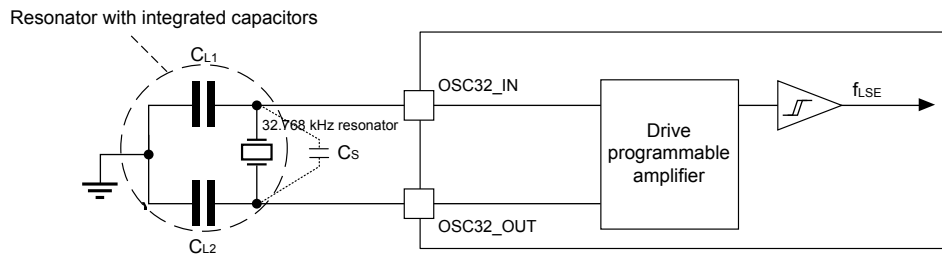 Resonator with integrated capacitors
CL1
OSC32_IN
fLSE
32.768 kHz resonator
CS
Drive
programmable
amplifier
OSC32_OUT
CL2